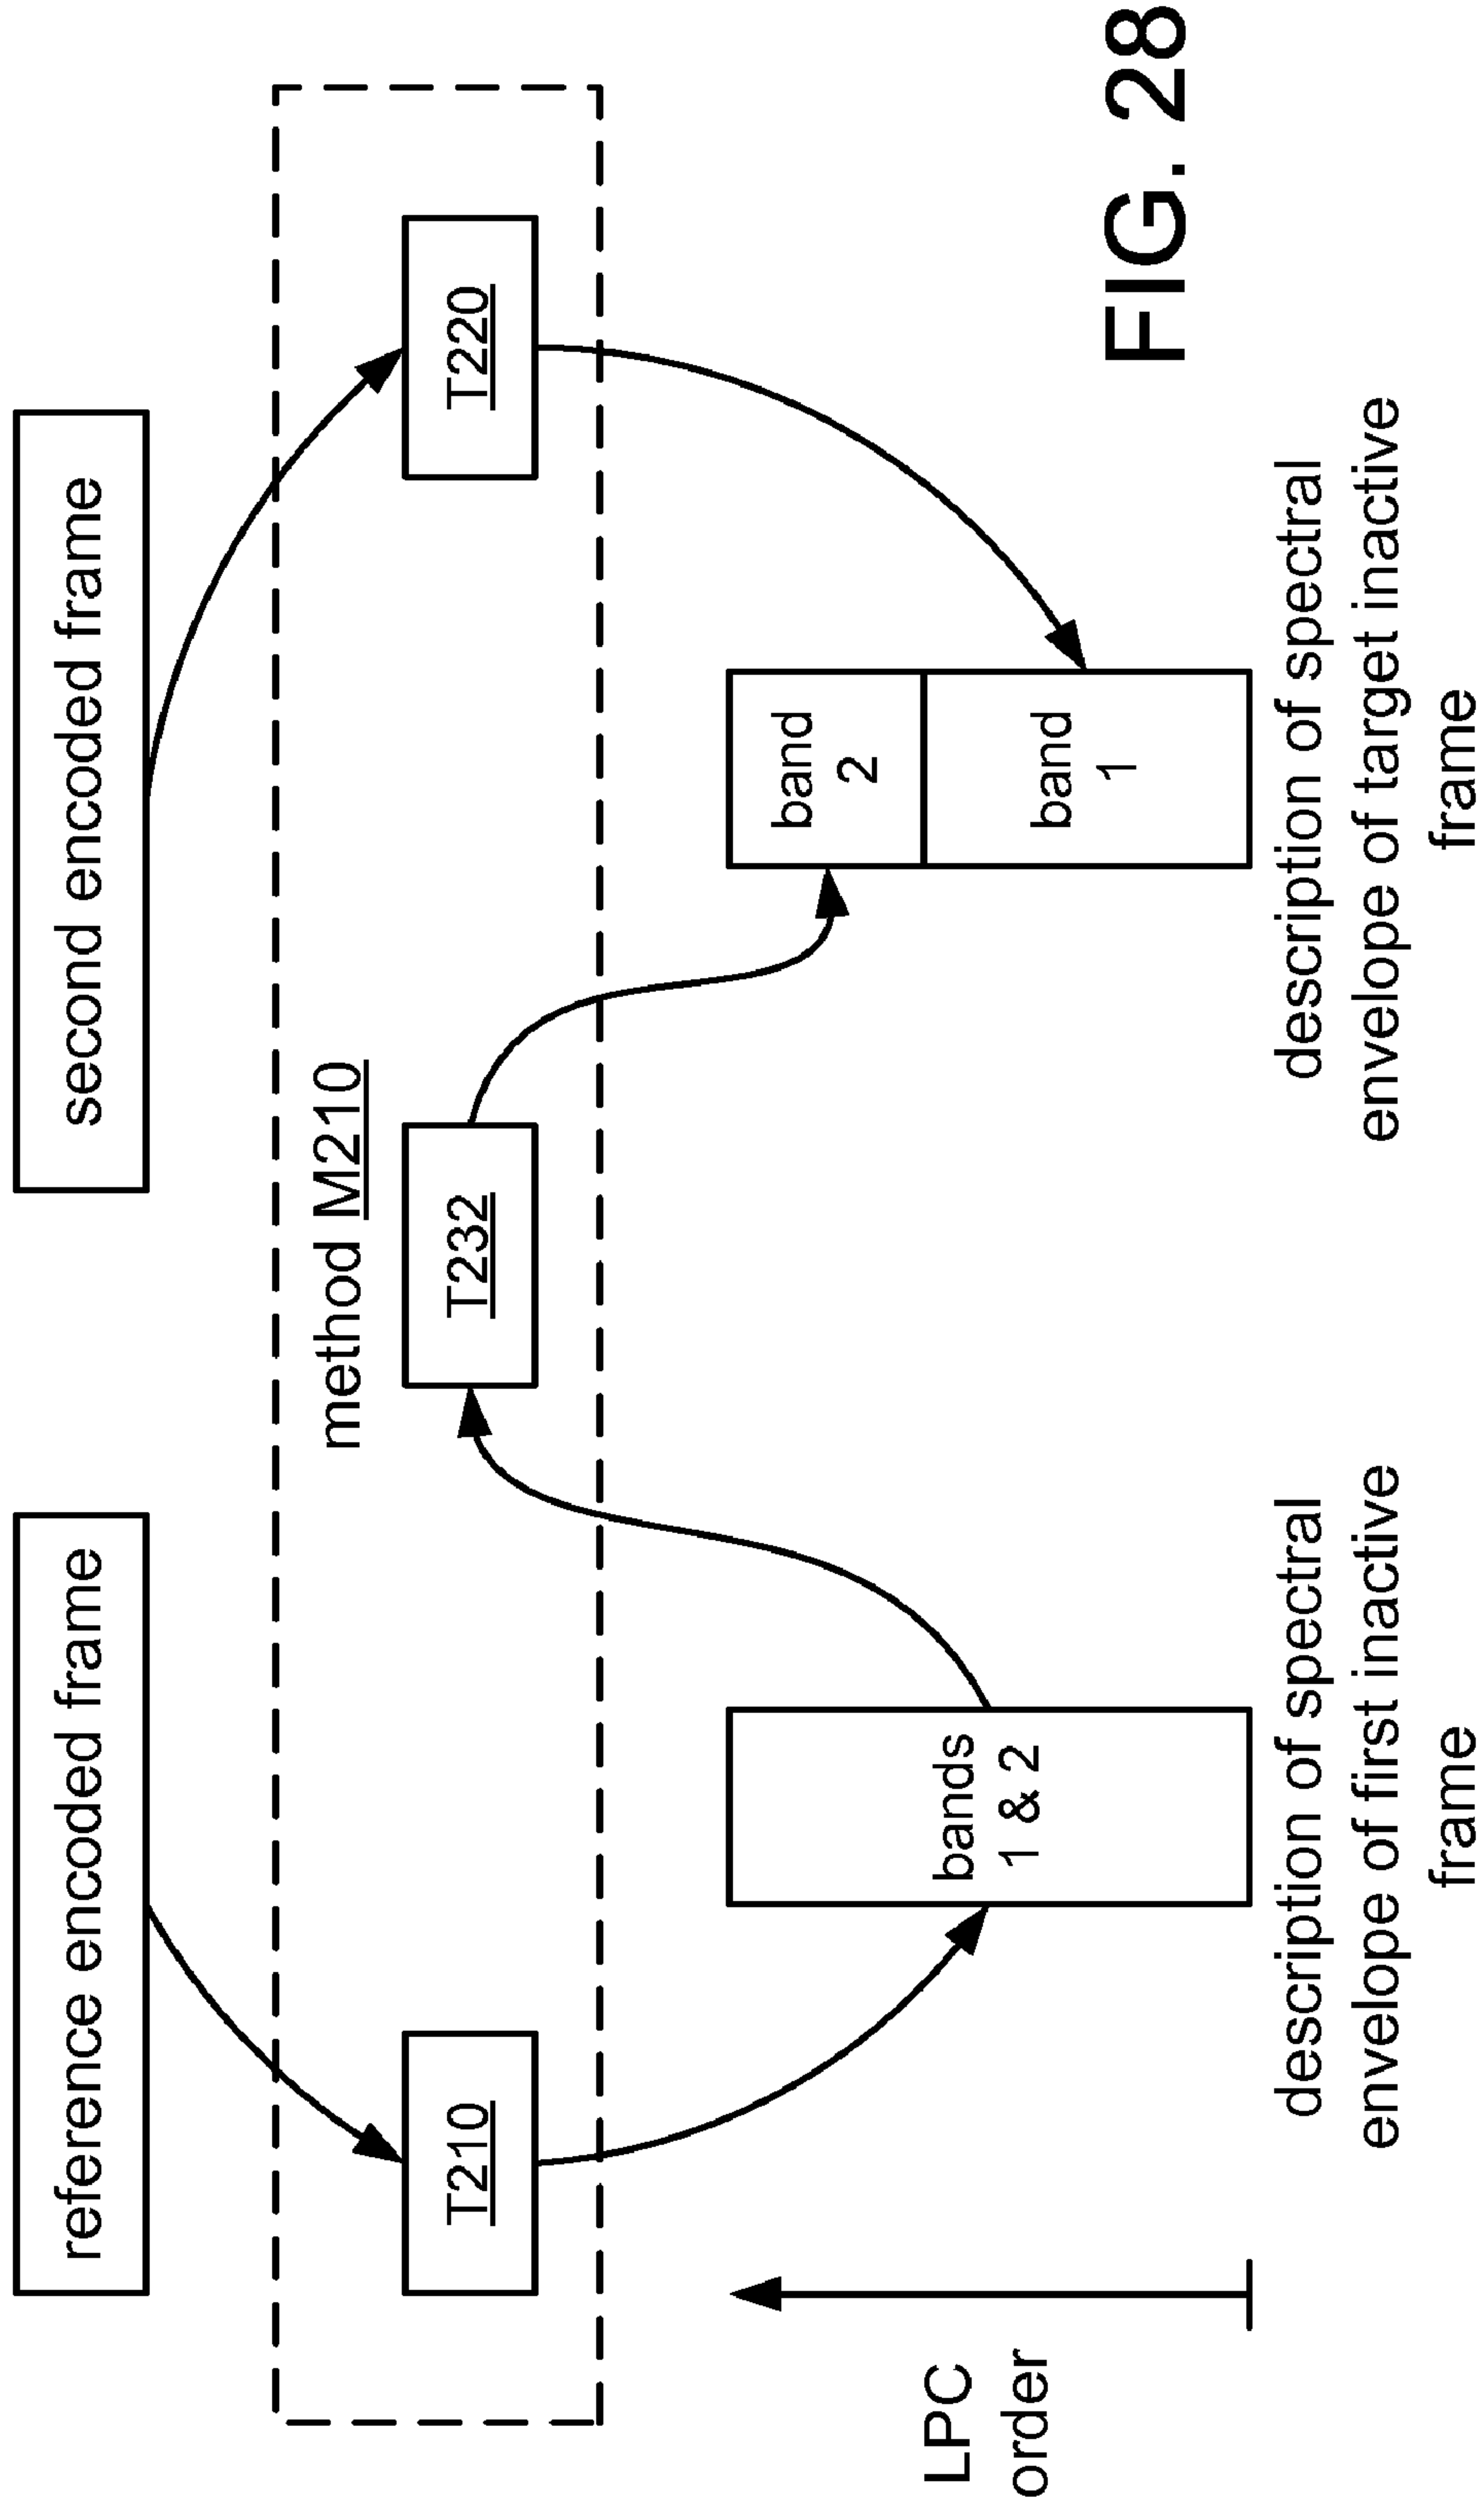 reference encoded frame
second encoded frame
method M210
T210
T232
T220
LPC
order
bands
1 & 2
band
2
band
1
description of spectral
envelope of first inactive
frame
description of spectral
envelope of target inactive
frame
FIG. 28